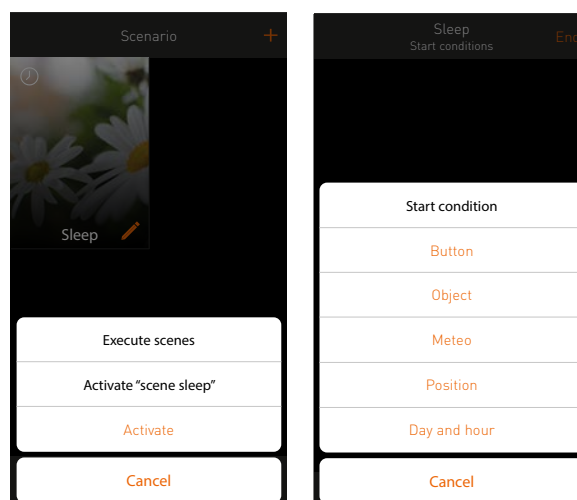 Scenario +
Sleep
Execute scenes
Activate “scene sleep”
Activate
Cancel
Sleep
Start conditions
Start condition
Button
Object
Meteo
Position
Day and hour
Cancel